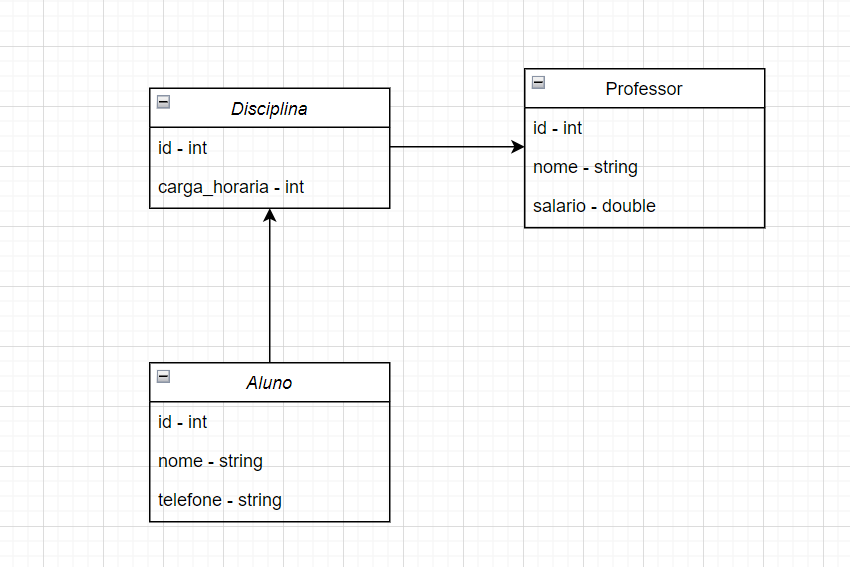 Disciplina
id - int
carga_horaria - int
Professor
id - int
nome - string
salario - double
Aluno
id - int
nome - string
telefone - string